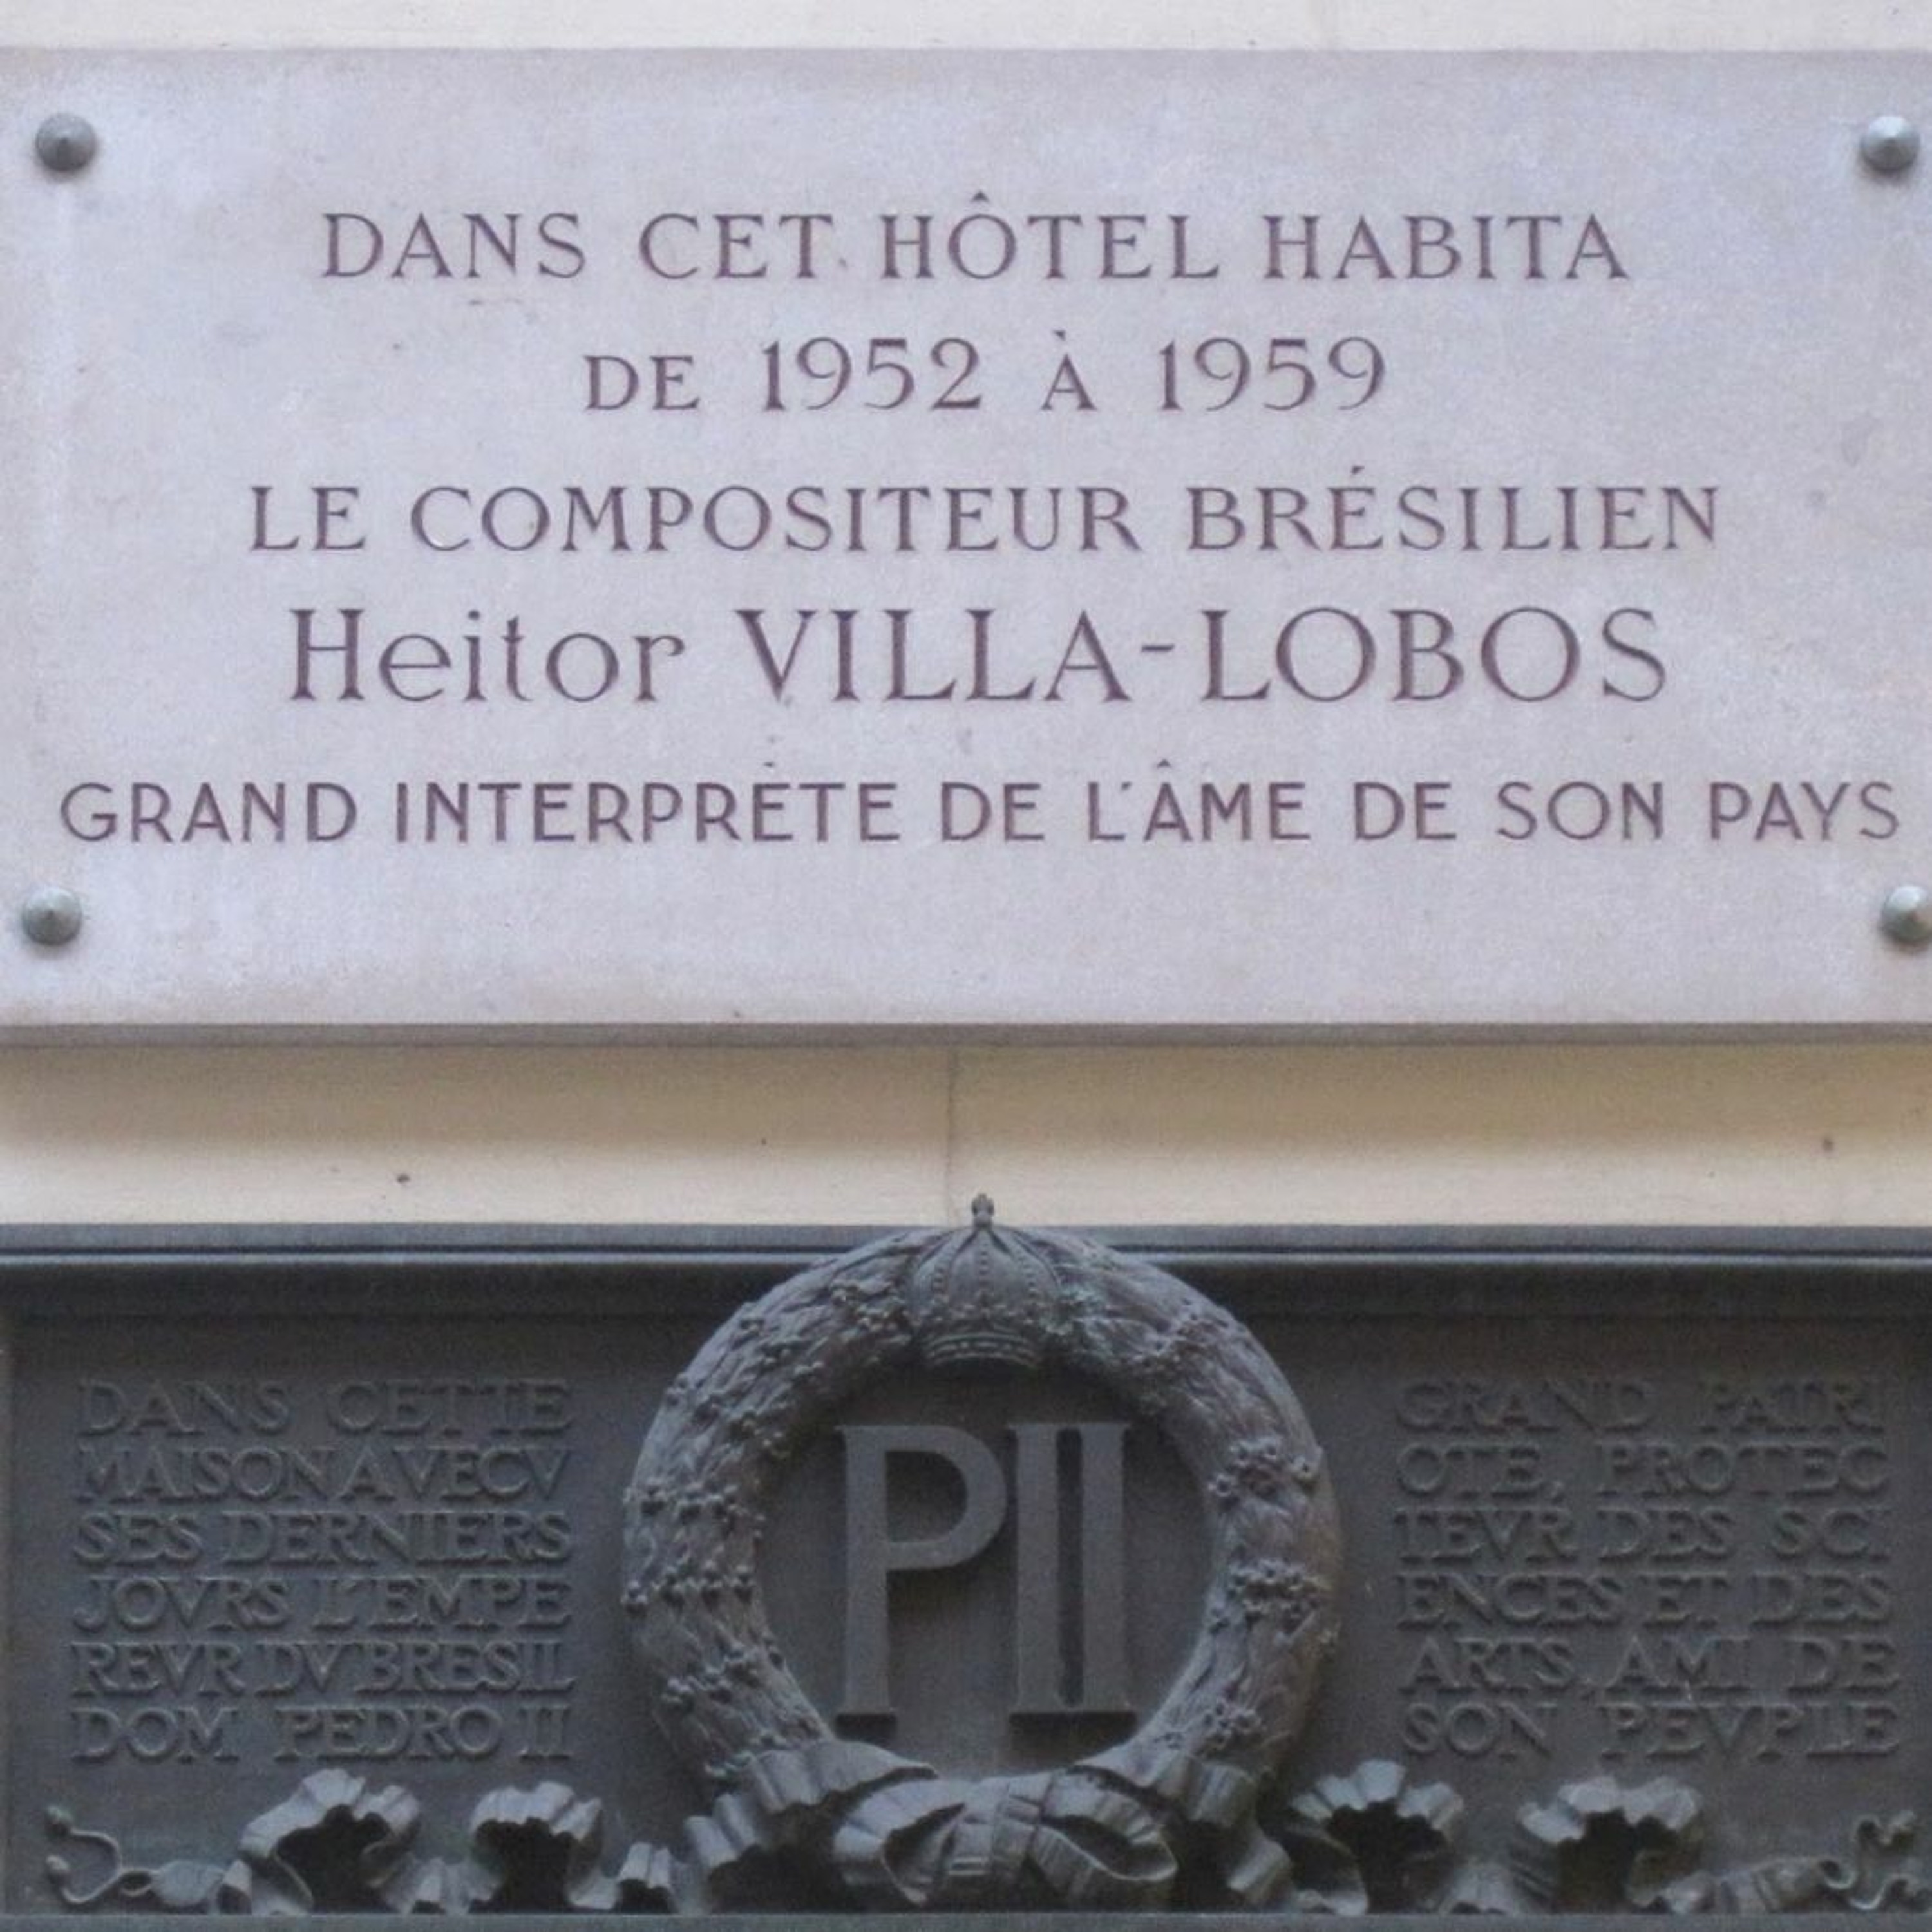 DANS CET HÔTEL HABITA
DE 1952 À 1959
LE COMPOSITEUR BRÉSILIEN
Heitor VILLA-LOBOS
GRAND INTERPRÈTE DE L'ÂME DE SON PAYS
DANS CETTE
MAISON A VECV
SES DERNIERS
JOVRS L'EMPE
REVR DV BRESIL
DOM PEDRO II
PII
GRAND PATRI
OTE, PROTEC
TEVR DES SCI
ENCES ET DES
ARTS, AMI DE
SON PEVPLE